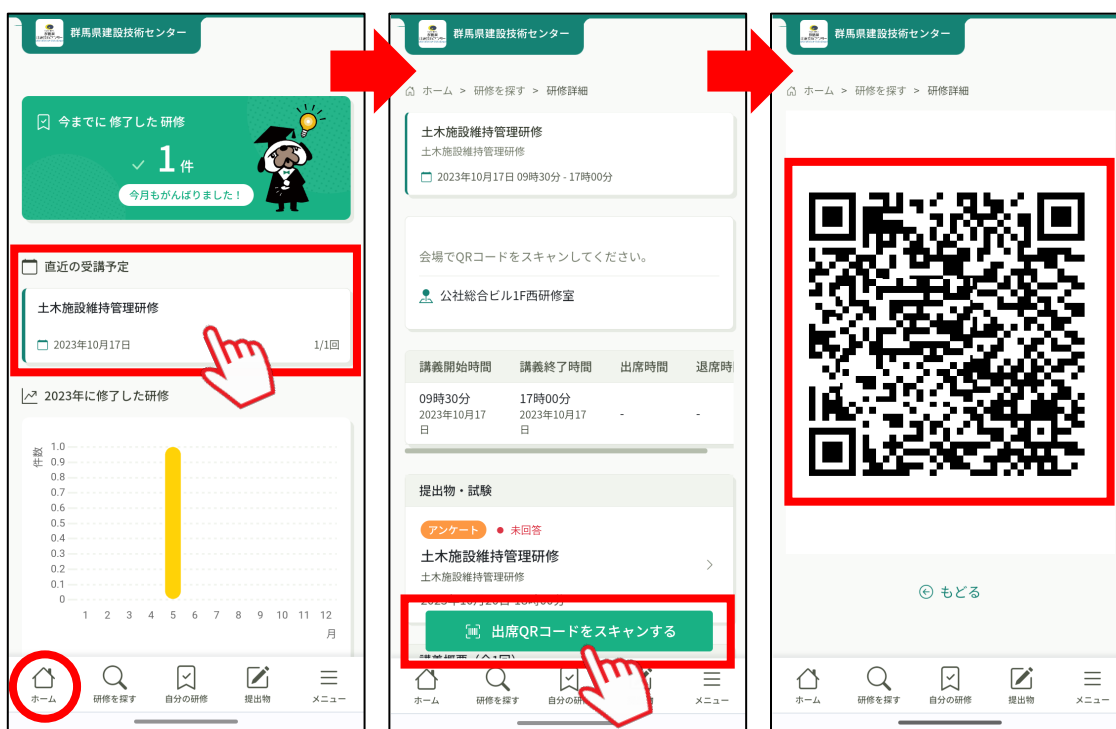 群馬県建設技術センター
今までに修了した研修
1件
今月もがんばりました！
直近の受講予定
土木施設維持管理研修
2023年10月17日
1/1回
2023年に修了した研修
件数
1.0
0.9
0.8
0.7
0.6
0.5
0.4
0.3
0.2
0.1
0
1 2 3 4 5 6 7 8 9 10 11 12
月
ホーム 研修を探す 自分の研修 提出物 メニュー
群馬県建設技術センター
ホーム > 研修を探す > 研修詳細
土木施設維持管理研修
土木施設維持管理研修
2023年10月17日 09時30分 - 17時00分
会場でQRコードをスキャンしてください。
公社総合ビル1F西研修室
講義開始時間 講義終了時間 出席時間 退席時
09時30分 17時00分
2023年10月17 2023年10月17 - -
日 日
提出物・試験
アンケート 未回答
土木施設維持管理研修
土木施設維持管理研修
出席QRコードをスキャンする
ホーム 研修を探す 自分の研 メニュー
群馬県建設技術センター
ホーム > 研修を探す > 研修詳細
もどる
ホーム 研修を探す 自分の研修 提出物 メニュー